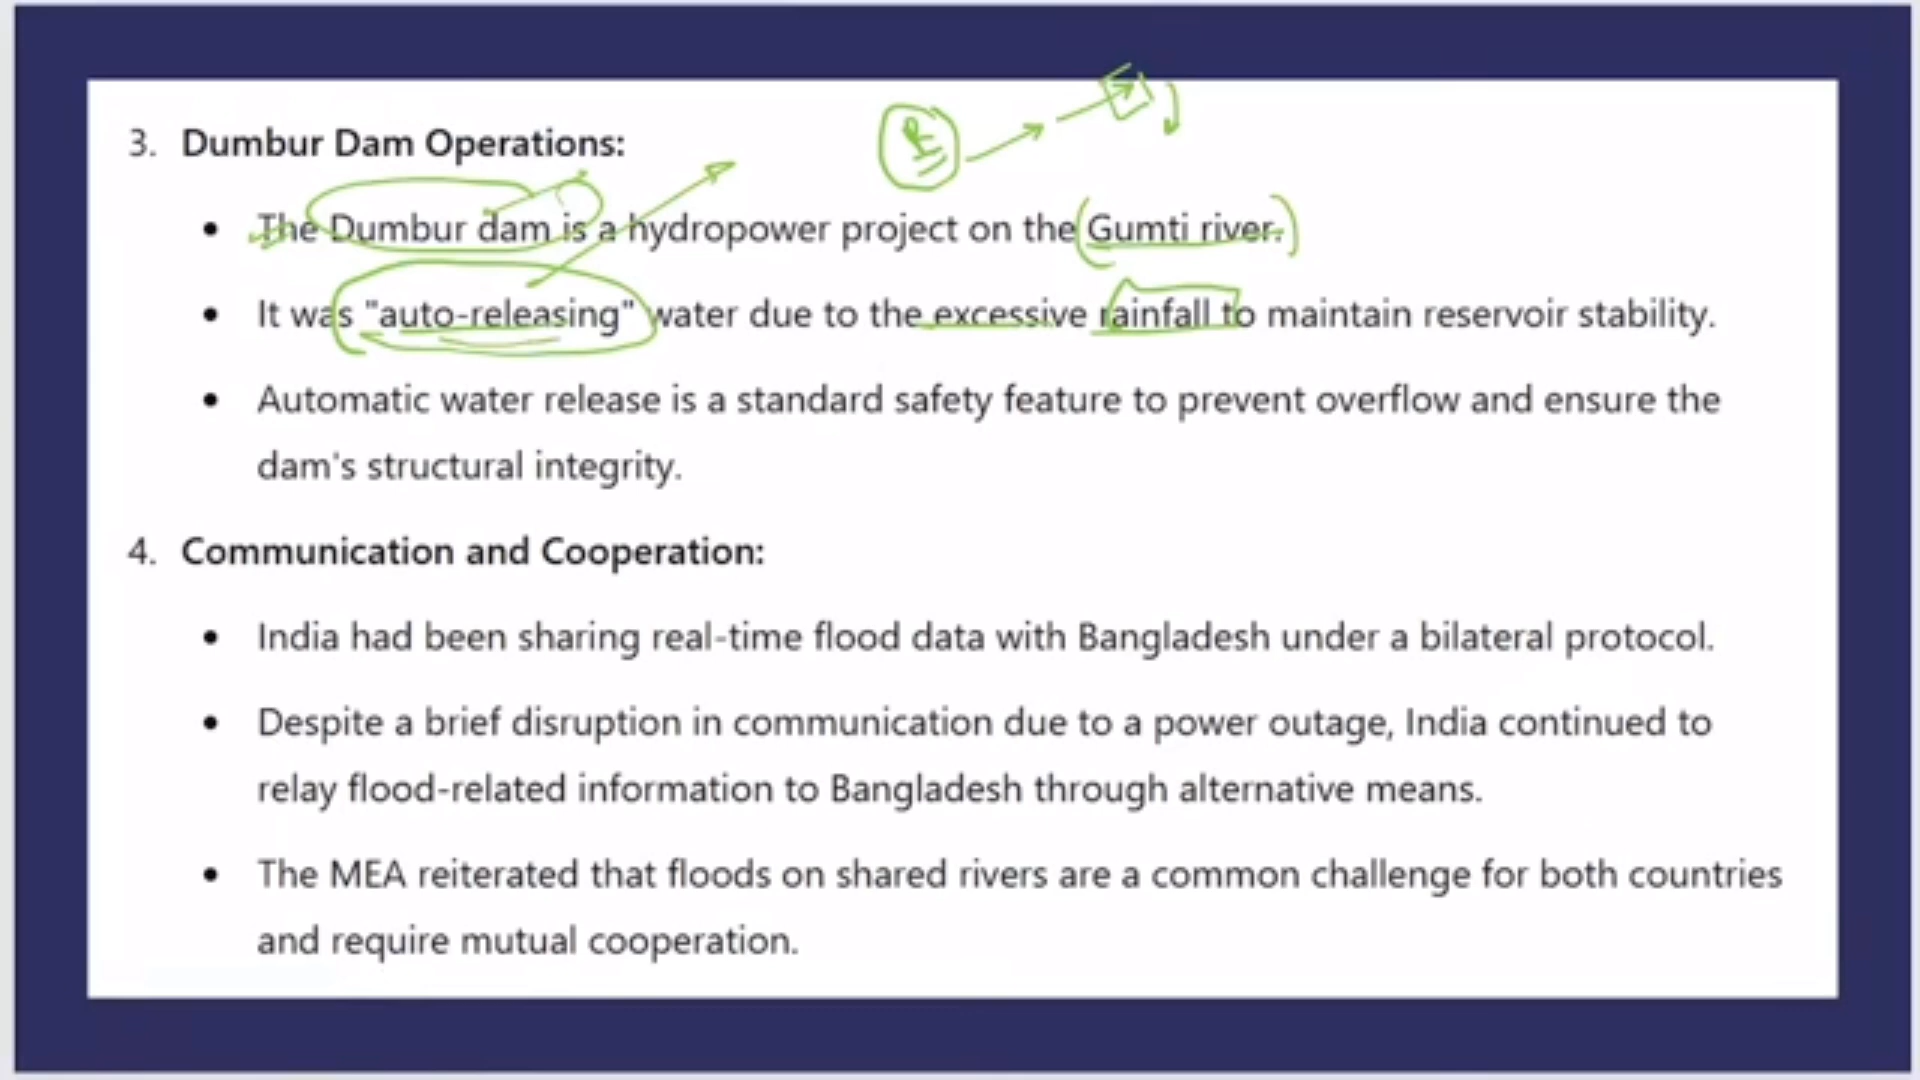 3. Dumbur Dam Operations:
• The Dumbur dam is a hydropower project on the Gumti river.
• It was "auto-releasing" water due to the excessive rainfall to maintain reservoir stability.
• Automatic water release is a standard safety feature to prevent overflow and ensure the
dam's structural integrity.
4. Communication and Cooperation:
• India had been sharing real-time flood data with Bangladesh under a bilateral protocol.
• Despite a brief disruption in communication due to a power outage, India continued to
relay flood-related information to Bangladesh through alternative means.
• The MEA reiterated that floods on shared rivers are a common challenge for both countries
and require mutual cooperation.